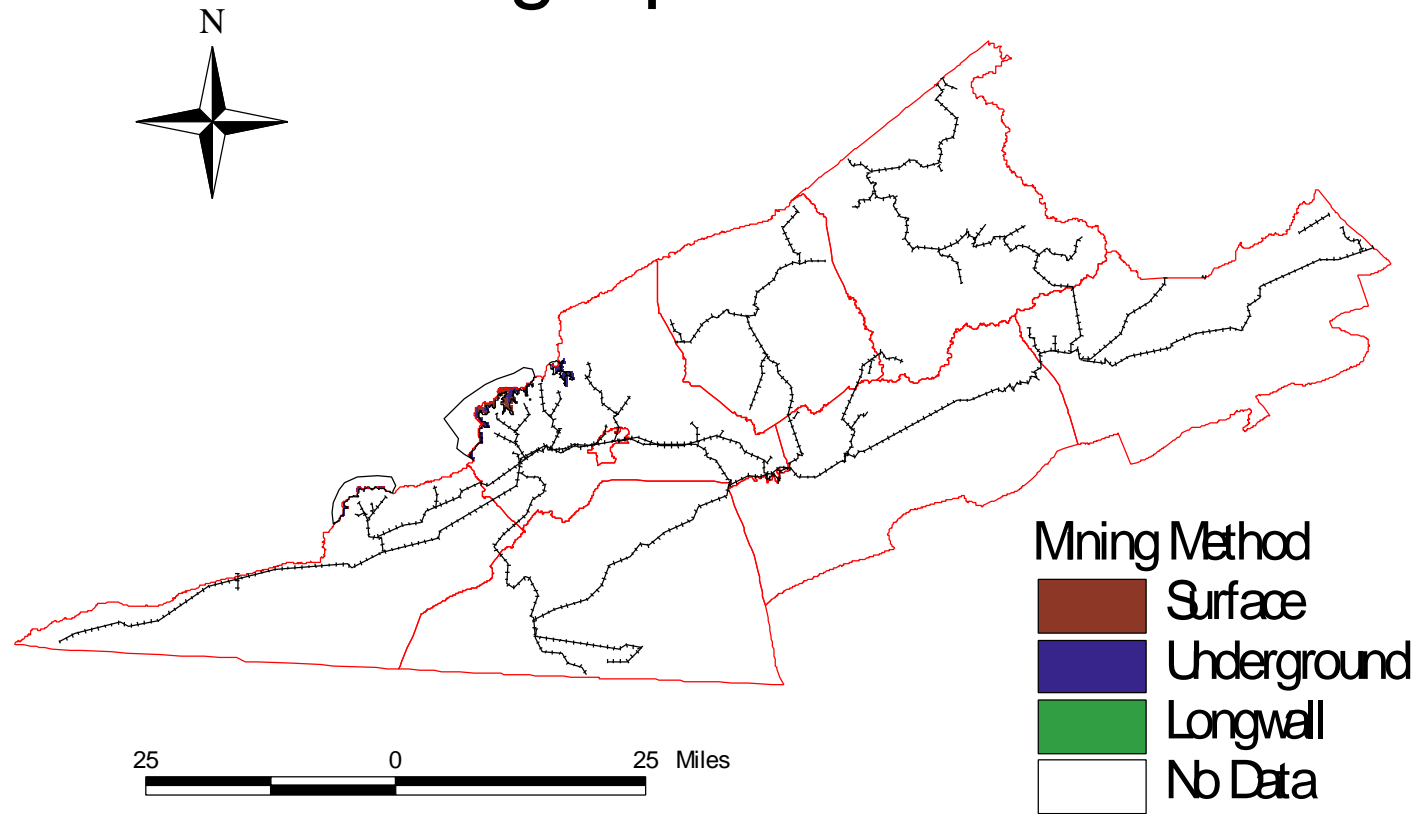 N
Mining Method
Surface
Underground
Longwall
No Data
25 0 25 Miles